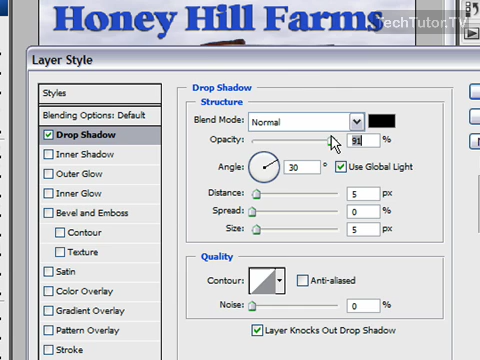 Honey Hill Farms
TechTutor.TV
Layer Style
Styles
Blending Options: Default
Drop Shadow
Inner Shadow
Outer Glow
Inner Glow
Bevel and Emboss
Contour
Texture
Satin
Color Overlay
Gradient Overlay
Pattern Overlay
Stroke
Drop Shadow
Structure
Blend Mode: Normal
Opacity: 91 %
Angle: 30 ° Use Global Light
Distance: 5 px
Spread: 0 %
Size: 5 px
Quality
Contour: Anti-aliased
Noise: 0 %
Layer Knocks Out Drop Shadow